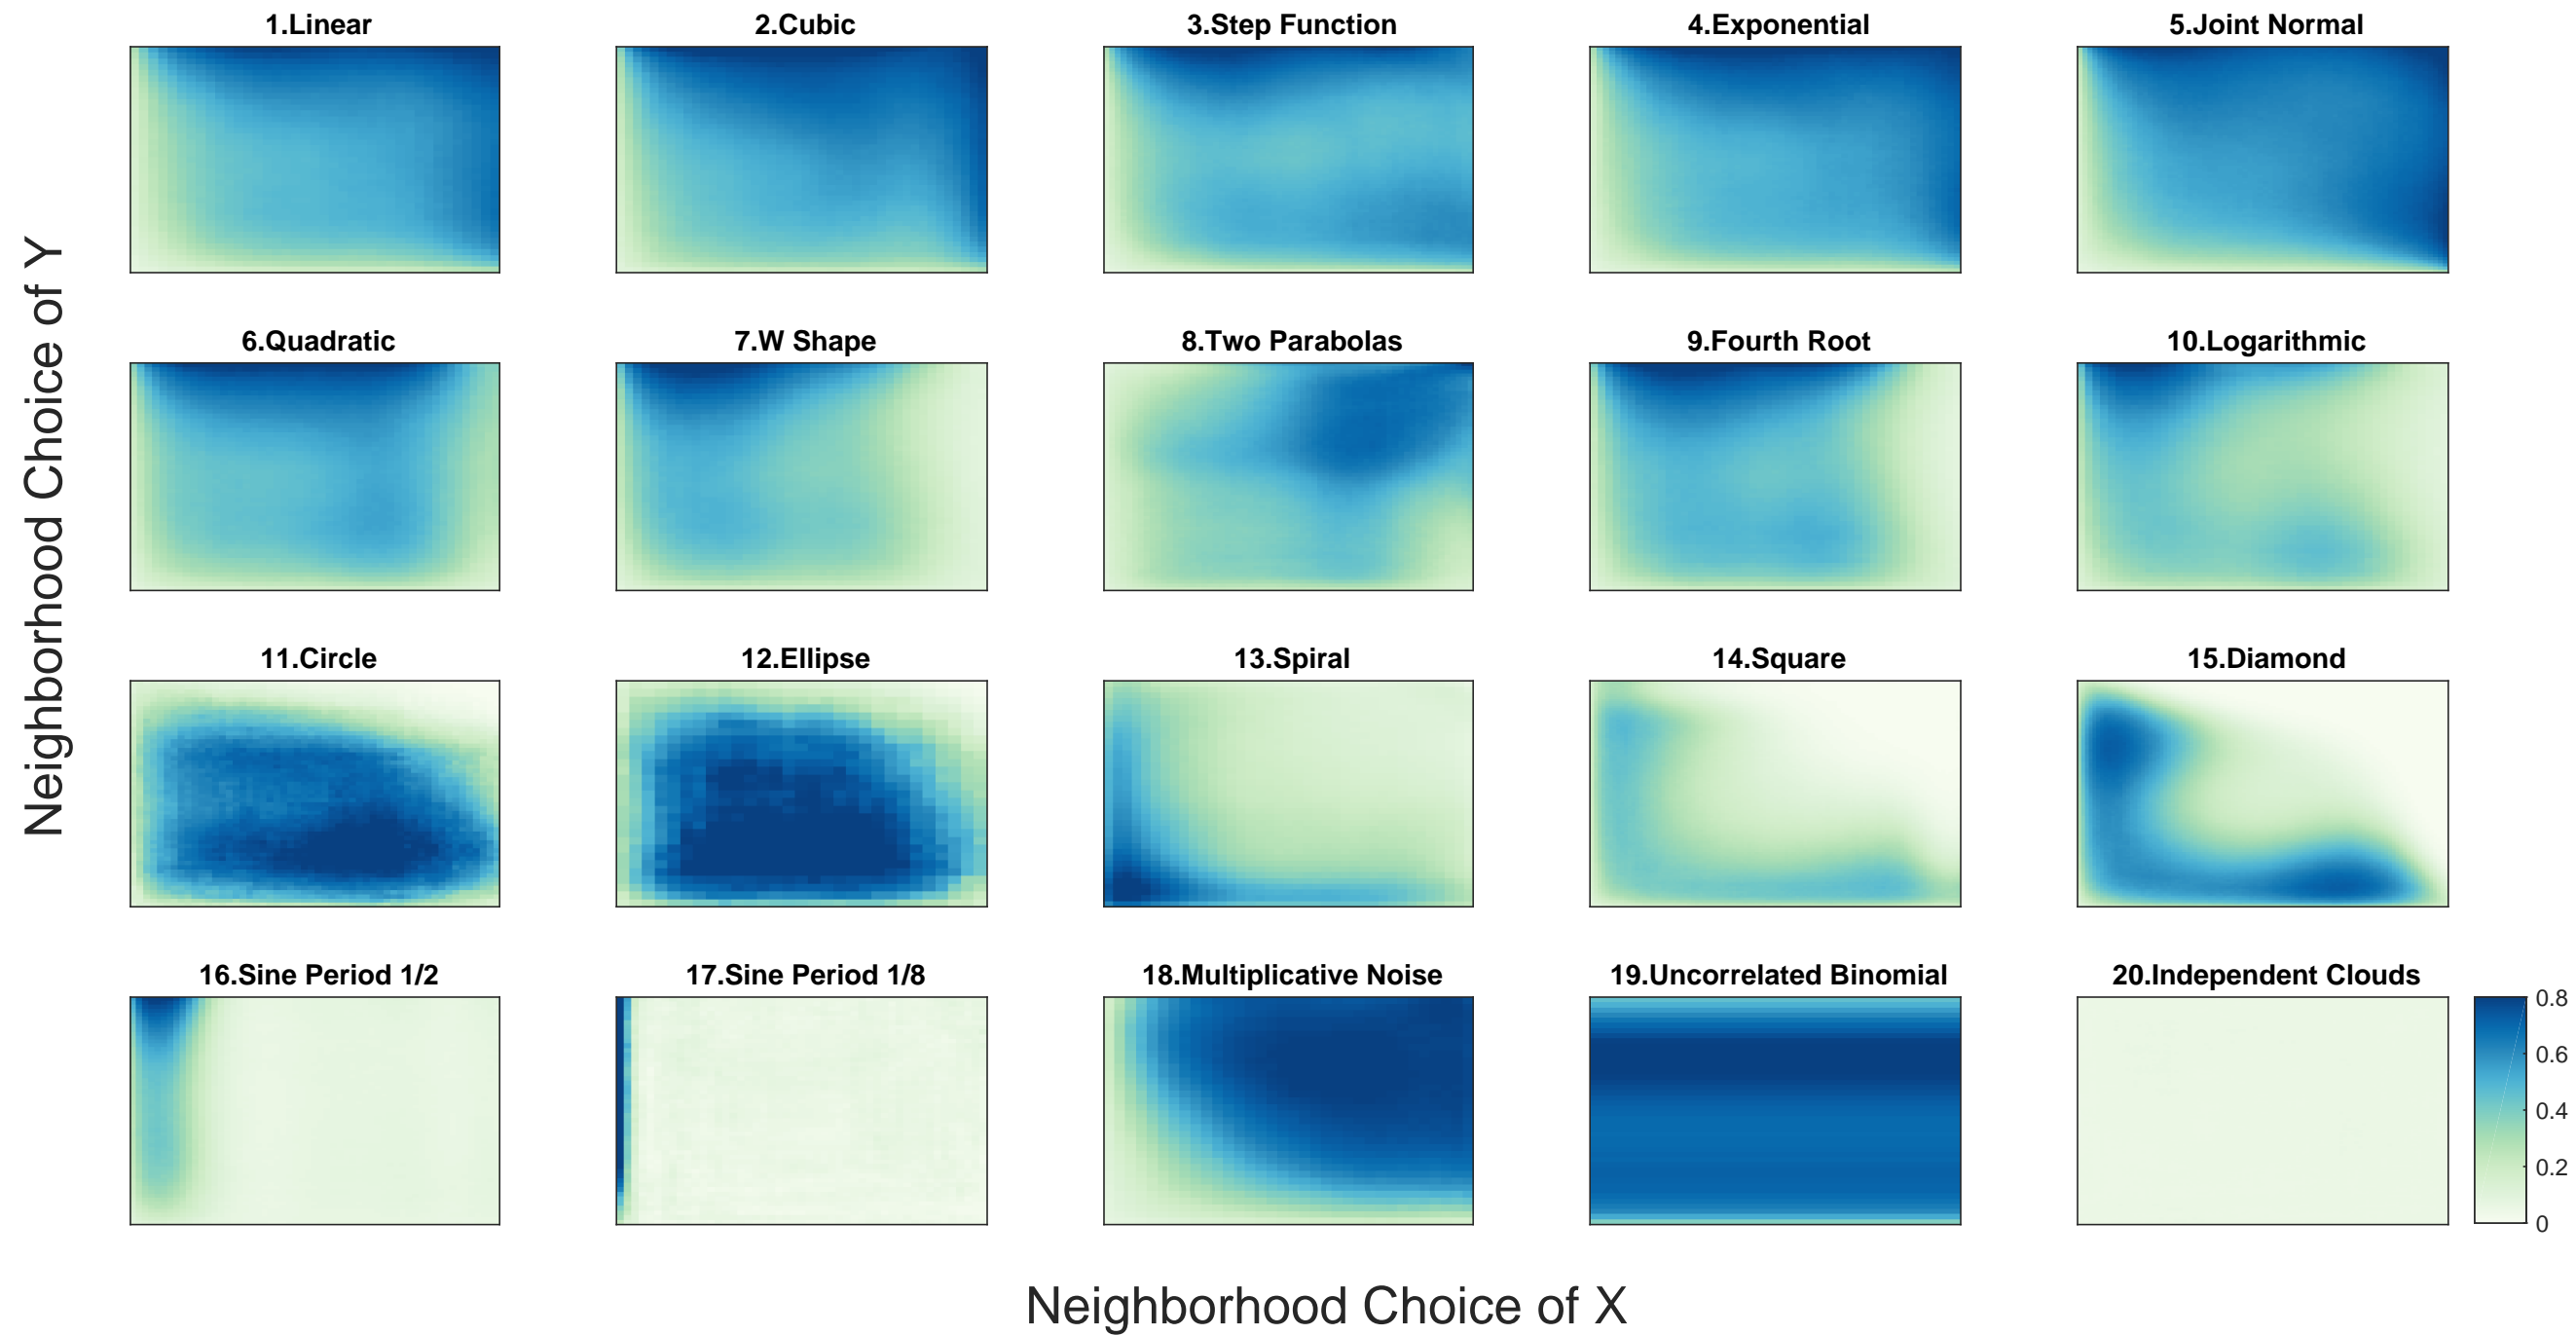 1.Linear
2.Cubic
3.Step Function
4.Exponential
5.Joint Normal
6.Quadratic
7.W Shape
8.Two Parabolas
9.Fourth Root
10.Logarithmic
Neighborhood Choice of Y
11.Circle
12.Ellipse
13.Spiral
14.Square
15.Diamond
16.Sine Period 1/2
17.Sine Period 1/8
18.Multiplicative Noise
19.Uncorrelated Binomial
20.Independent Clouds
0.8
0.6
0.4
0.2
0
Neighborhood Choice of X